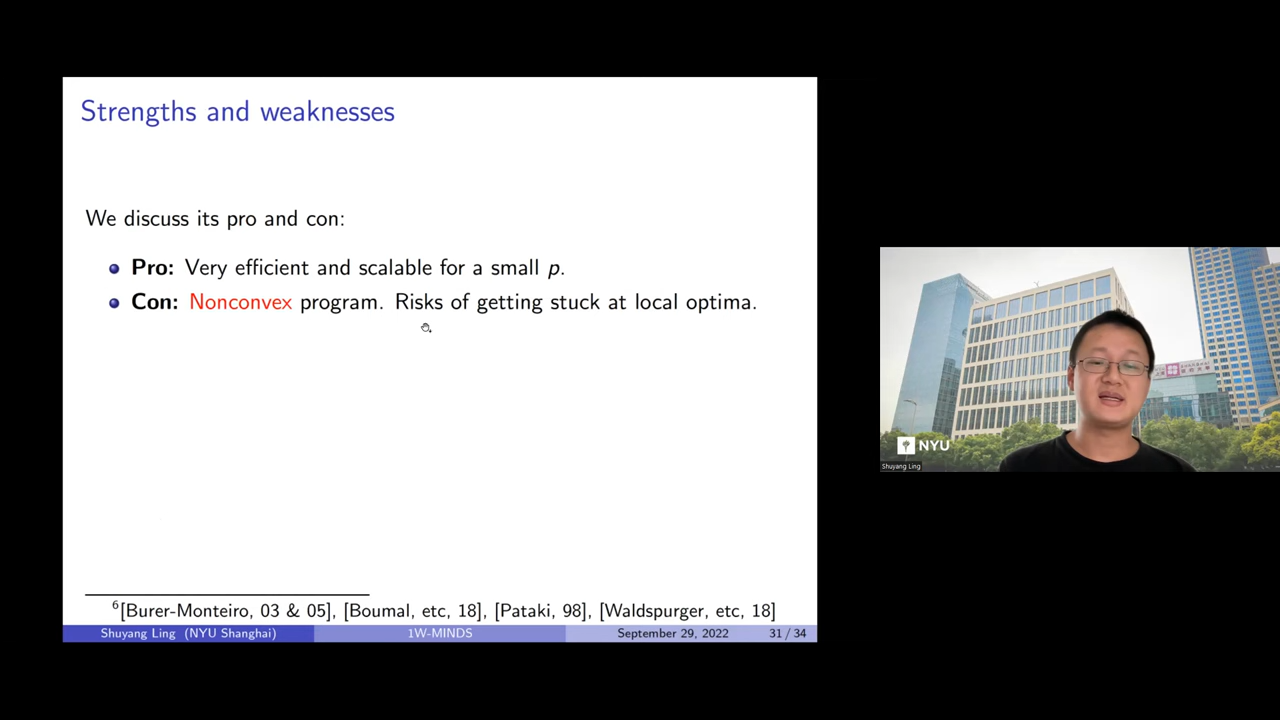 Strengths and weaknesses
We discuss its pro and con:
Pro: Very efficient and scalable for a small p.
Con: Nonconvex program. Risks of getting stuck at local optima.
6[Burer-Monteiro, 03 & 05], [Boumal, etc, 18], [Pataki, 98], [Waldspurger, etc, 18]
Shuyang Ling (NYU Shanghai) 1W-MINDS September 29, 2022 31 / 34
NYU
Shuyang Ling